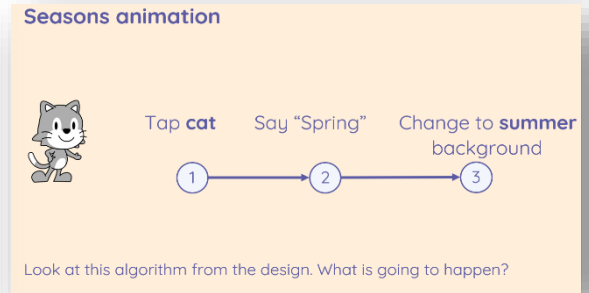 Seasons animation
Tap cat
Say “Spring”
Change to summer
background
1
2
3
Look at this algorithm from the design. What is going to happen?